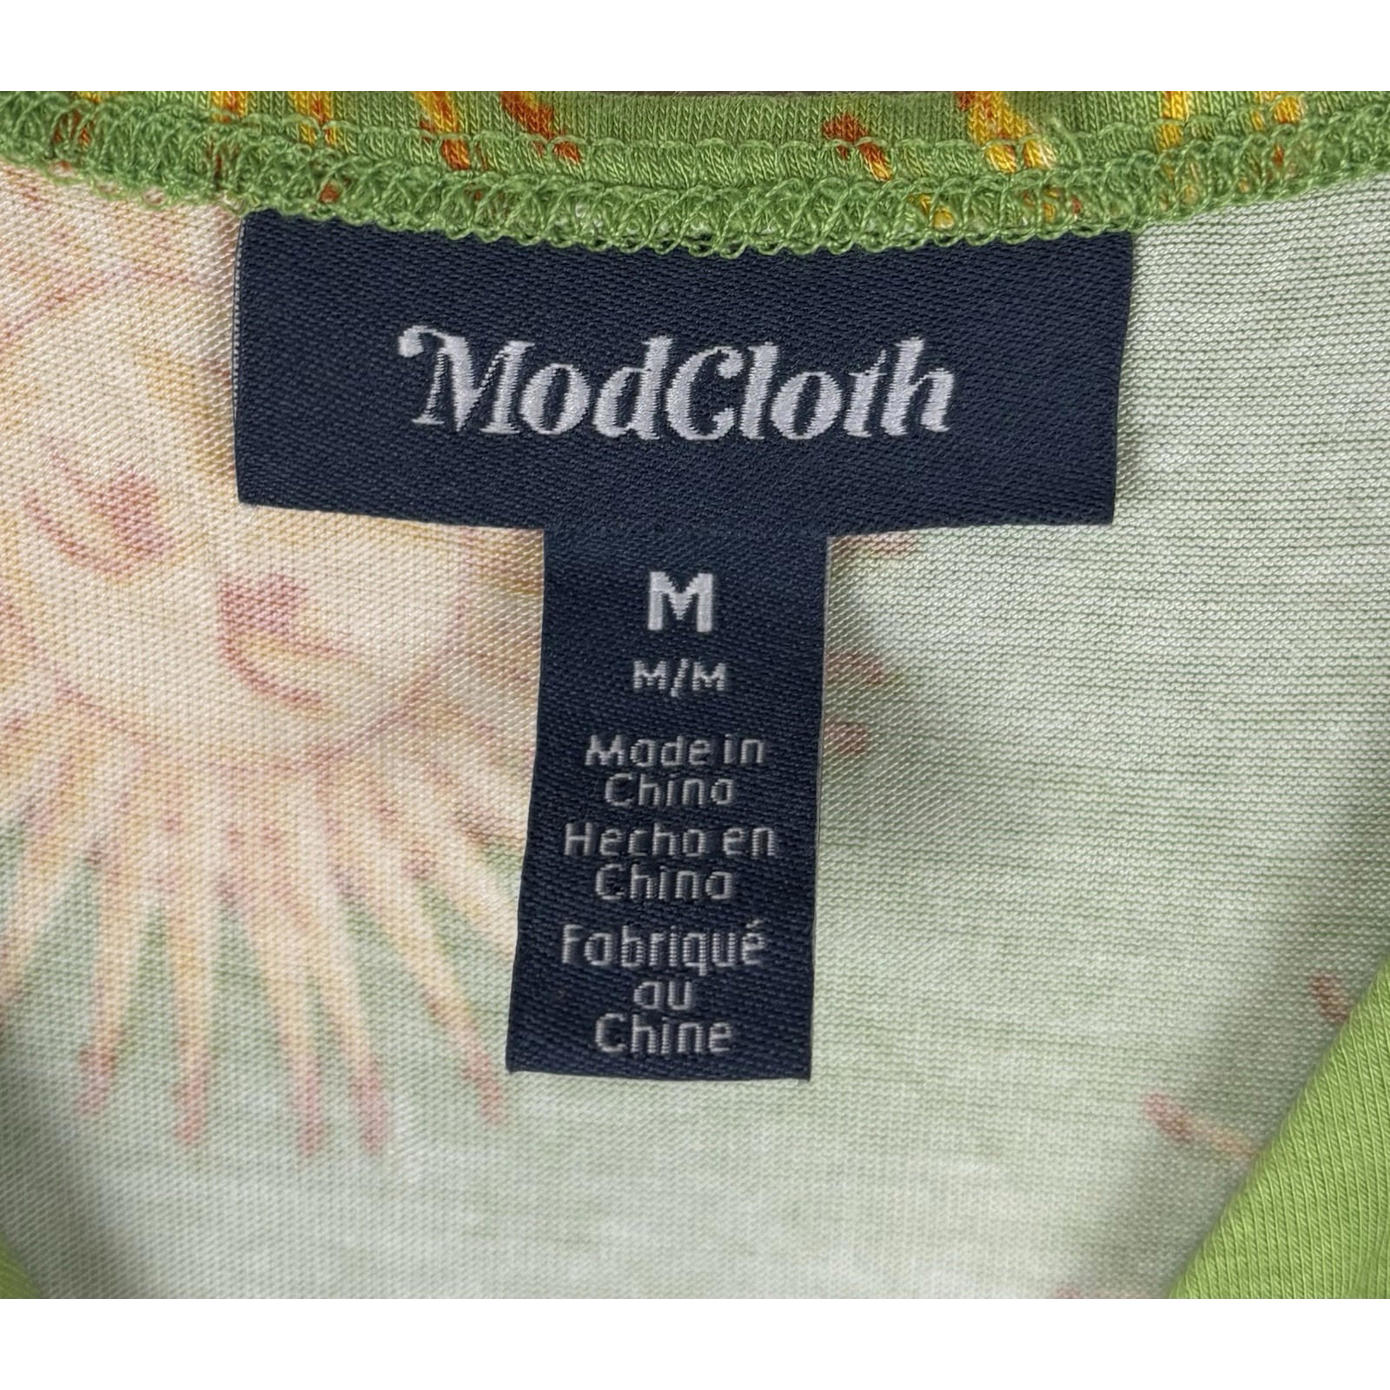 ModCloth
M
M/M
Made in
China
Hecho en
China
Fabriqué
au
Chine